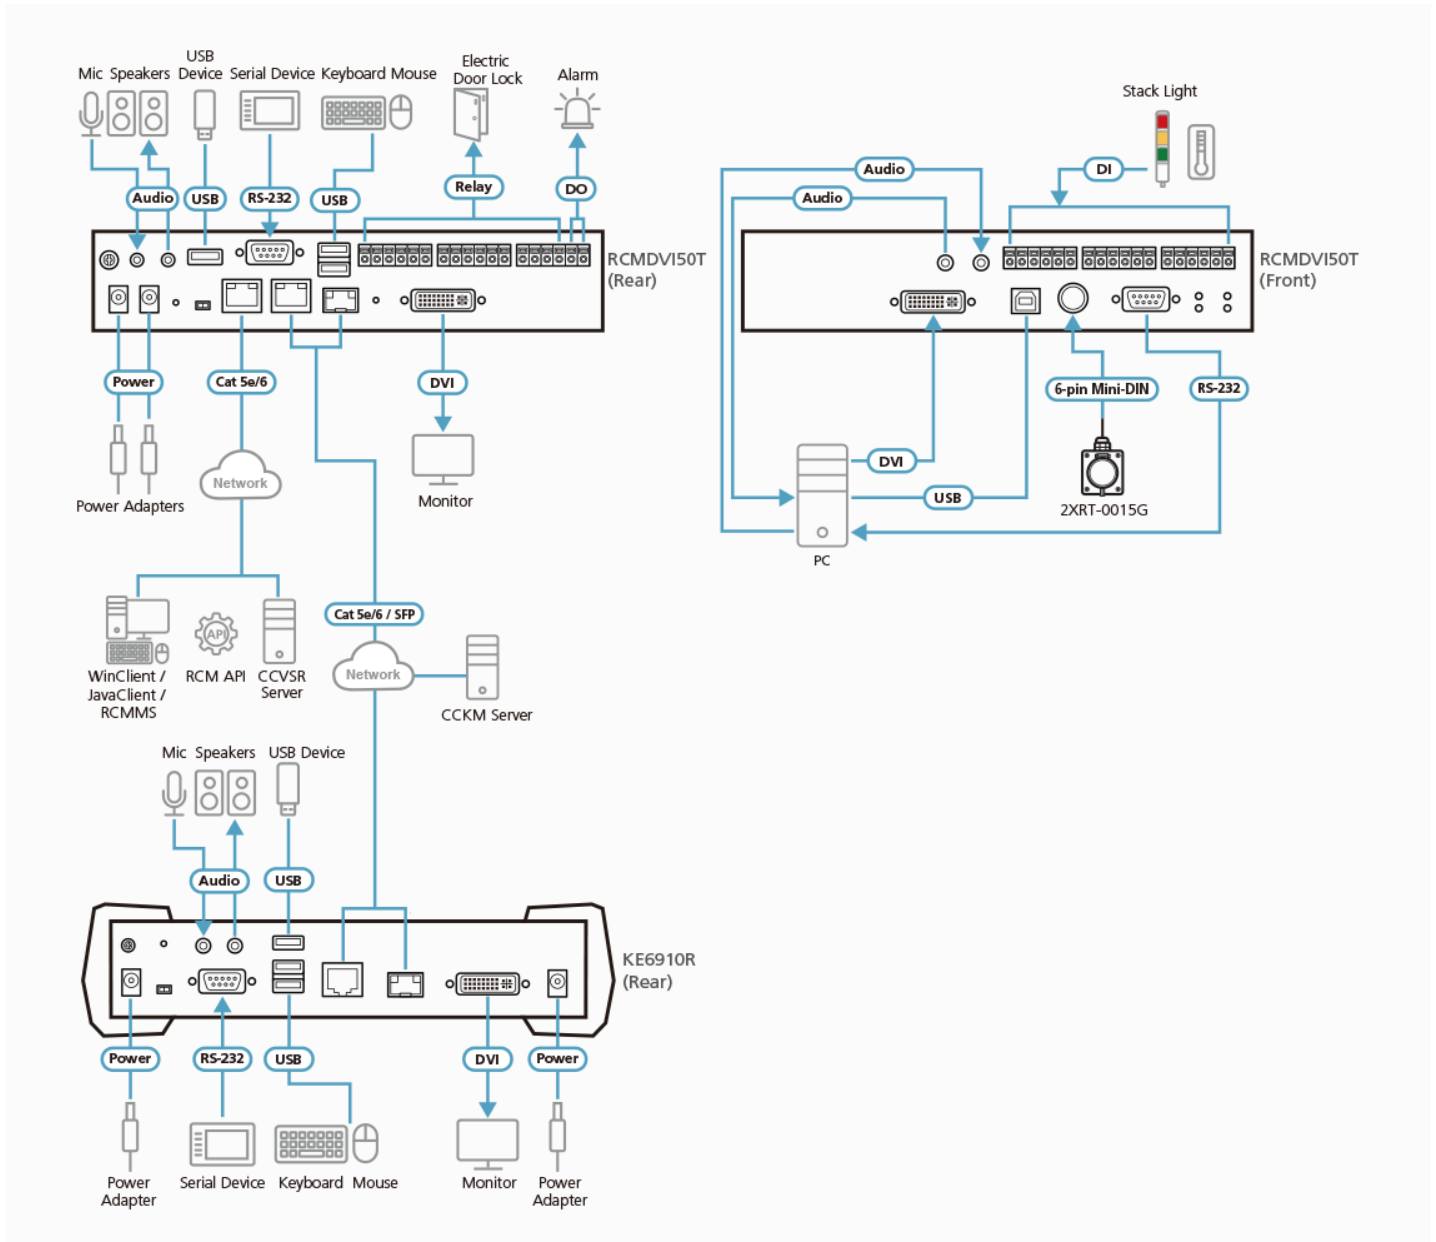 Mic Speakers
USB
Device
Serial Device
Keyboard Mouse
Electric
Door Lock
Alarm
Audio
USB
RS-232
USB
Relay
DO
RCMDVI50T
(Rear)
Power
Cat 5e/6
DVI
Power Adapters
Network
Monitor
Cat 5e/6 / SFP
API
WinClient /
JavaClient /
RCMMS
RCM API
CCVSR
Server
Network
CCKM Server
Stack Light
Audio
DI
Audio
RCMDVI50T
(Front)
6-pin Mini-DIN
RS-232
DVI
USB
2XRT-0015G
PC
Mic Speakers
USB Device
Audio
USB
KE6910R
(Rear)
Power
RS-232
USB
DVI
Power
Power
Adapter
Serial Device
Keyboard Mouse
Monitor
Power
Adapter